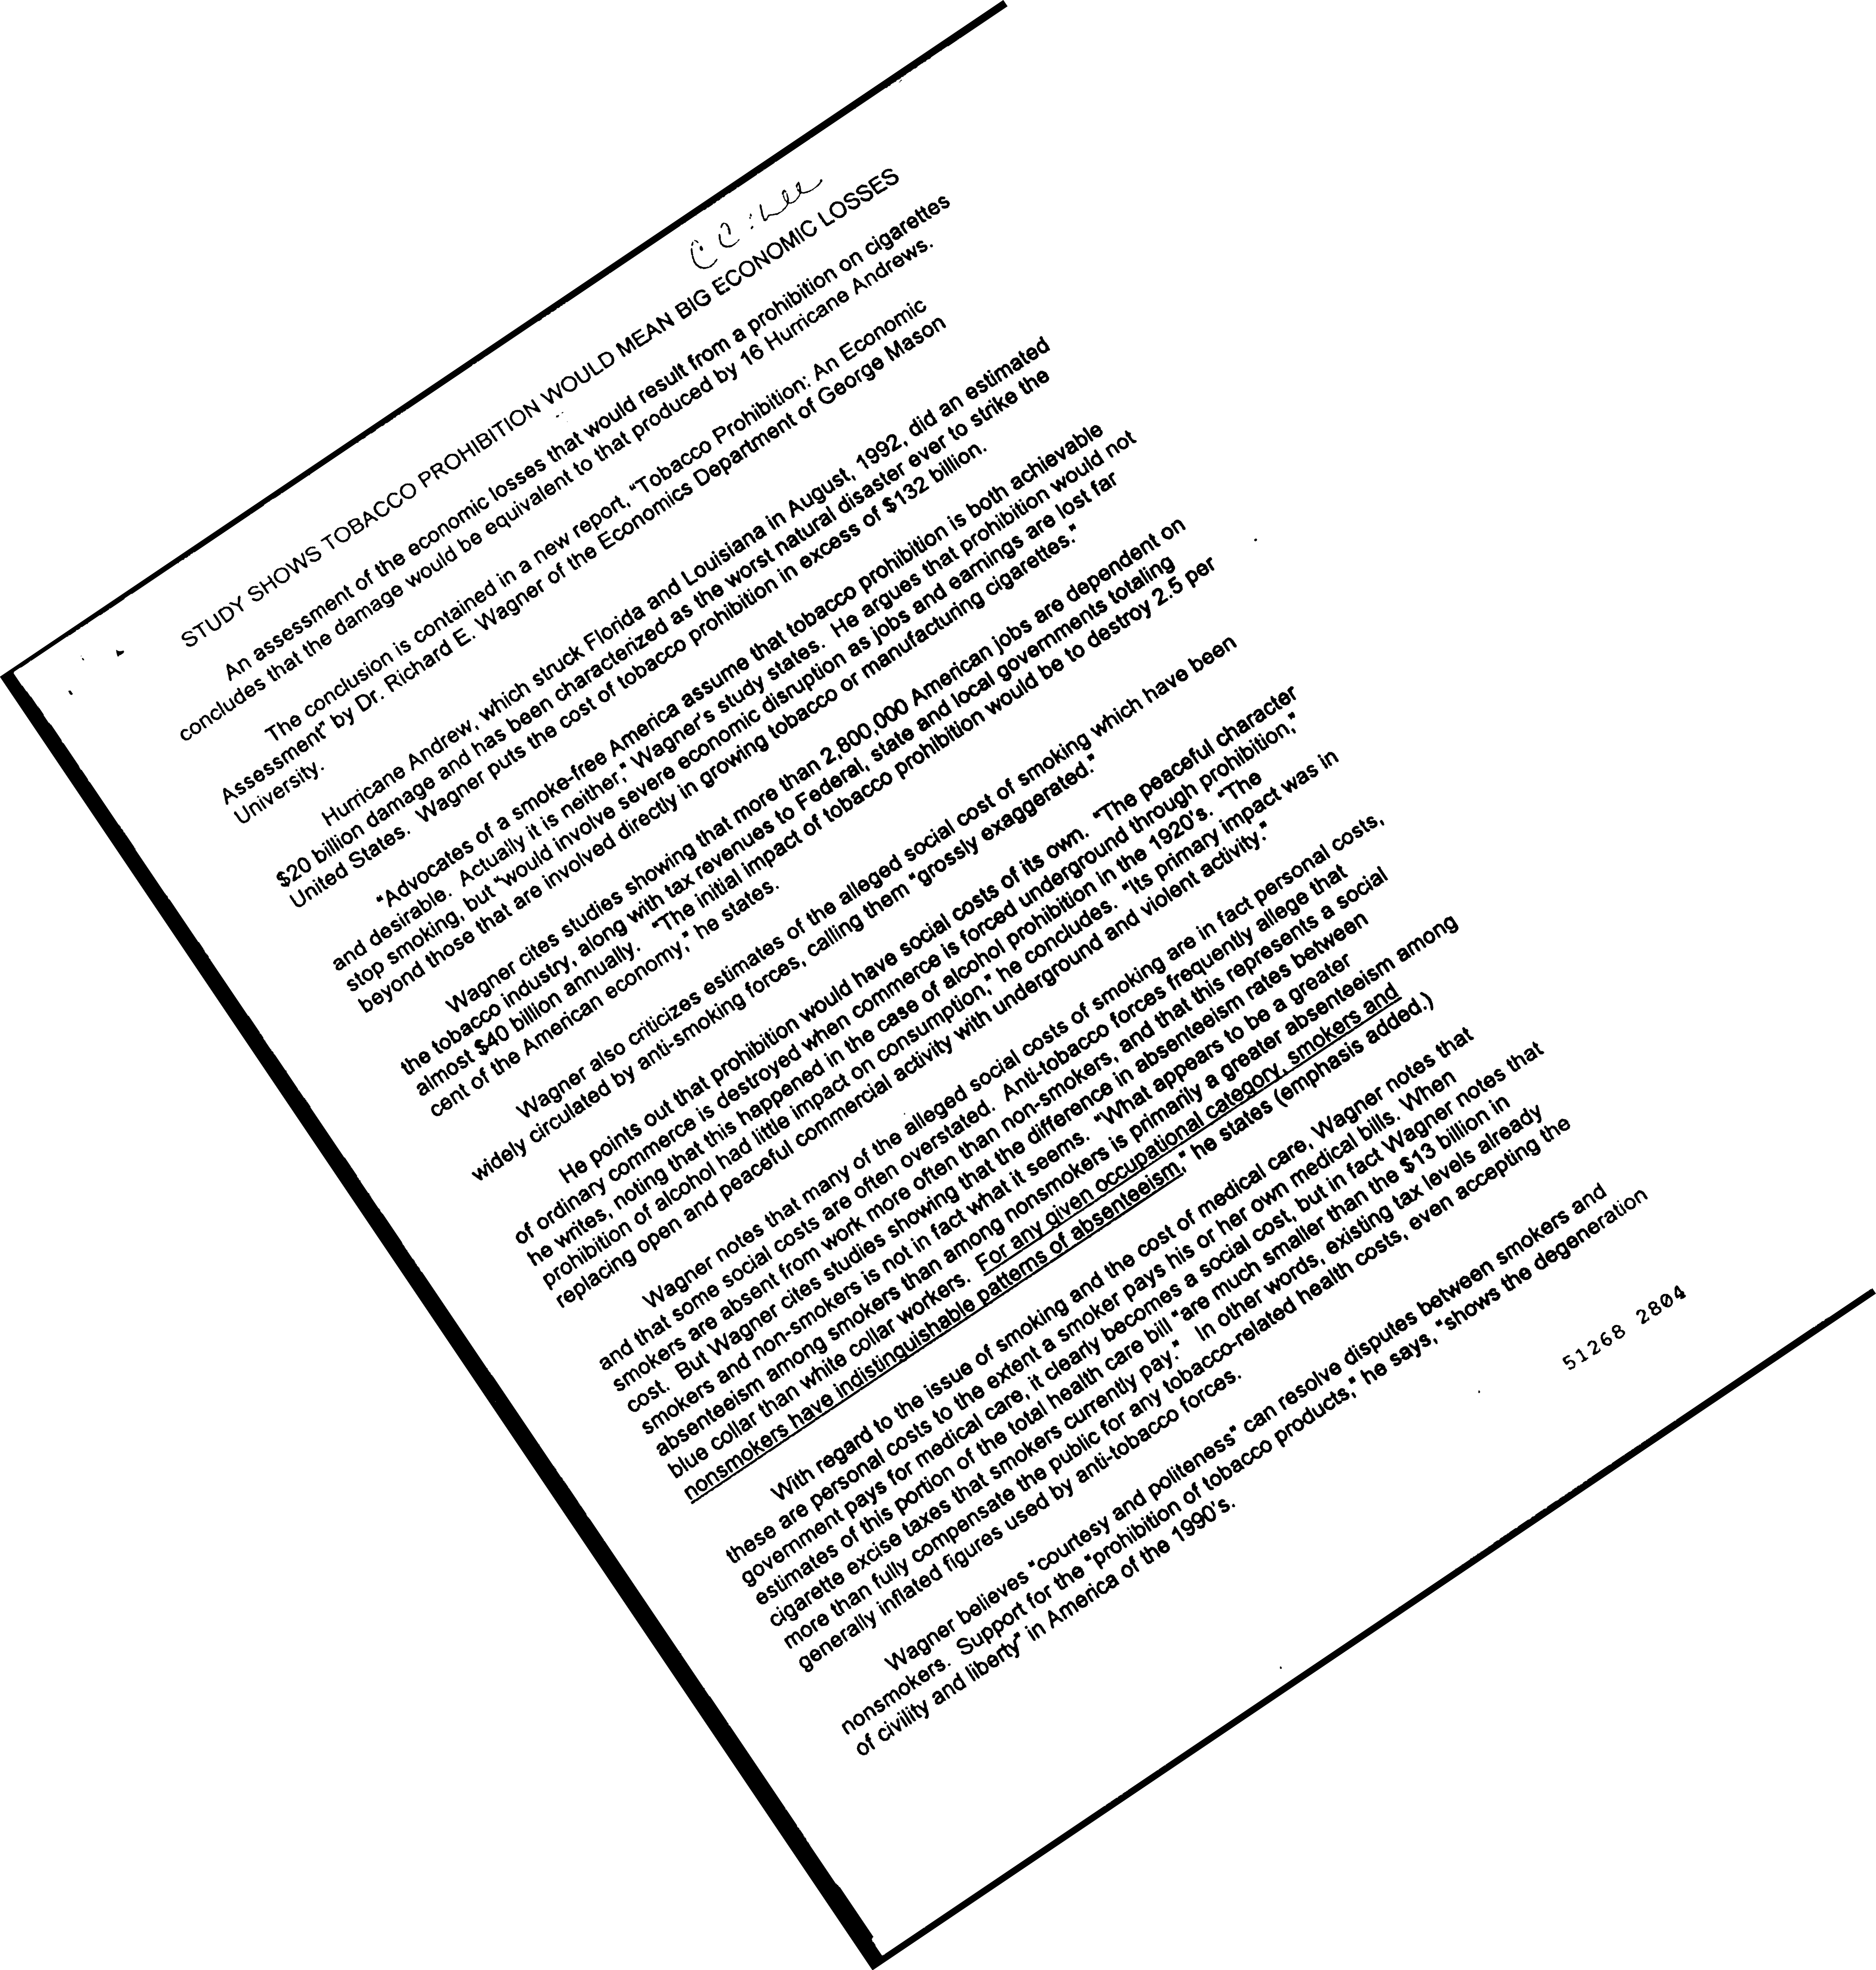 STUDY SHOWS TOBACCO PROHIBITION WOULD MEAN BIG ECONOMIC LOSSES
An assessment of the economic losses that would result from a prohibition on cigarettes
concludes that the damage would be equivalent to that produced by 16 Hurricane Andrews.
The conclusion is contained in a new report, "Tobacco Prohibition: An Economic
Assessment" by Dr. Richard E. Wagner of the Economics Department of George Mason
University.
Hurricane Andrew, which struck Florida and Louisiana in August, 1992, did an estimated
$20 billion damage and has been characterized as the worst natural disaster ever to strike the
United States. Wagner puts the cost of tobacco prohibition in excess of $132 billion.
"Advocates of a smoke-free America assume that tobacco prohibition is both achievable
and desirable. Actually it is neither," Wagner's study states. He argues that prohibition would not
stop smoking, but "would involve severe economic disruption as jobs and earnings are lost far
beyond those that are involved directly in growing tobacco or manufacturing cigarettes."
Wagner cites studies showing that more than 2,800,000 American jobs are dependent on
the tobacco industry, along with tax revenues to Federal, state and local governments totaling
almost $40 billion annually. "The initial impact of tobacco prohibition would be to destroy 2.5 per
cent of the American economy," he states.
Wagner also criticizes estimates of the alleged social cost of smoking which have been
widely circulated by anti-smoking forces, calling them "grossly exaggerated."
He points out that prohibition would have social costs of its own. "The peaceful character
of ordinary commerce is destroyed when commerce is forced underground through prohibition,"
he writes, noting that this happened in the case of alcohol prohibition in the 1920's. "The
prohibition of alcohol had little impact on consumption," he concludes. "Its primary impact was in
replacing open and peaceful commercial activity with underground and violent activity."
Wagner notes that many of the alleged social costs of smoking are in fact personal costs,
and that some social costs are often overstated. Anti-tobacco forces frequently allege that
smokers are absent from work more often than non-smokers, and that this represents a social
cost. But Wagner cites studies showing that the difference in absenteeism rates between
smokers and non-smokers is not in fact what it seems. "What appears to be a greater
absenteeism among smokers than among nonsmokers is primarily a greater absenteeism among
blue collar than white collar workers. For any given occupational category, smokers and
nonsmokers have indistinguishable patterns of absenteeism," he states (emphasis added.)
With regard to the issue of smoking and the cost of medical care, Wagner notes that
these are personal costs to the extent a smoker pays his or her own medical bills. When
government pays for medical care, it clearly becomes a social cost, but in fact Wagner notes that
estimates of this portion of the total health care bill "are much smaller than the $13 billion in
cigarette excise taxes that smokers currently pay." In other words, existing tax levels already
more than fully compensate the public for any tobacco-related health costs, even accepting the
generally inflated figures used by anti-tobacco forces.
Wagner believes "courtesy and politeness" can resolve disputes between smokers and
nonsmokers. Support for the "prohibition of tobacco products," he says, "shows the degeneration
of civility and liberty" in America of the 1990's.
51268 2804